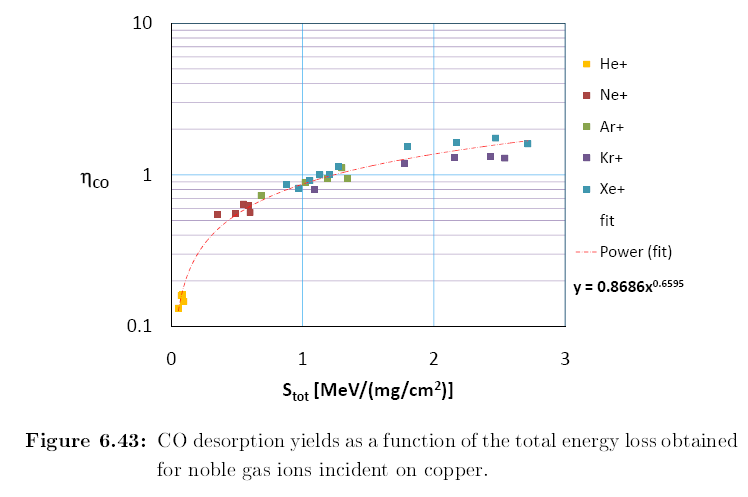 10
1
0.1
ηCO
0
1
2
3
Stot [MeV/(mg/cm²)]
He+
Ne+
Ar+
Kr+
Xe+
fit
Power (fit)
y = 0.8686x^0.6595
Figure 6.43: CO desorption yields as a function of the total energy loss obtained
for noble gas ions incident on copper.